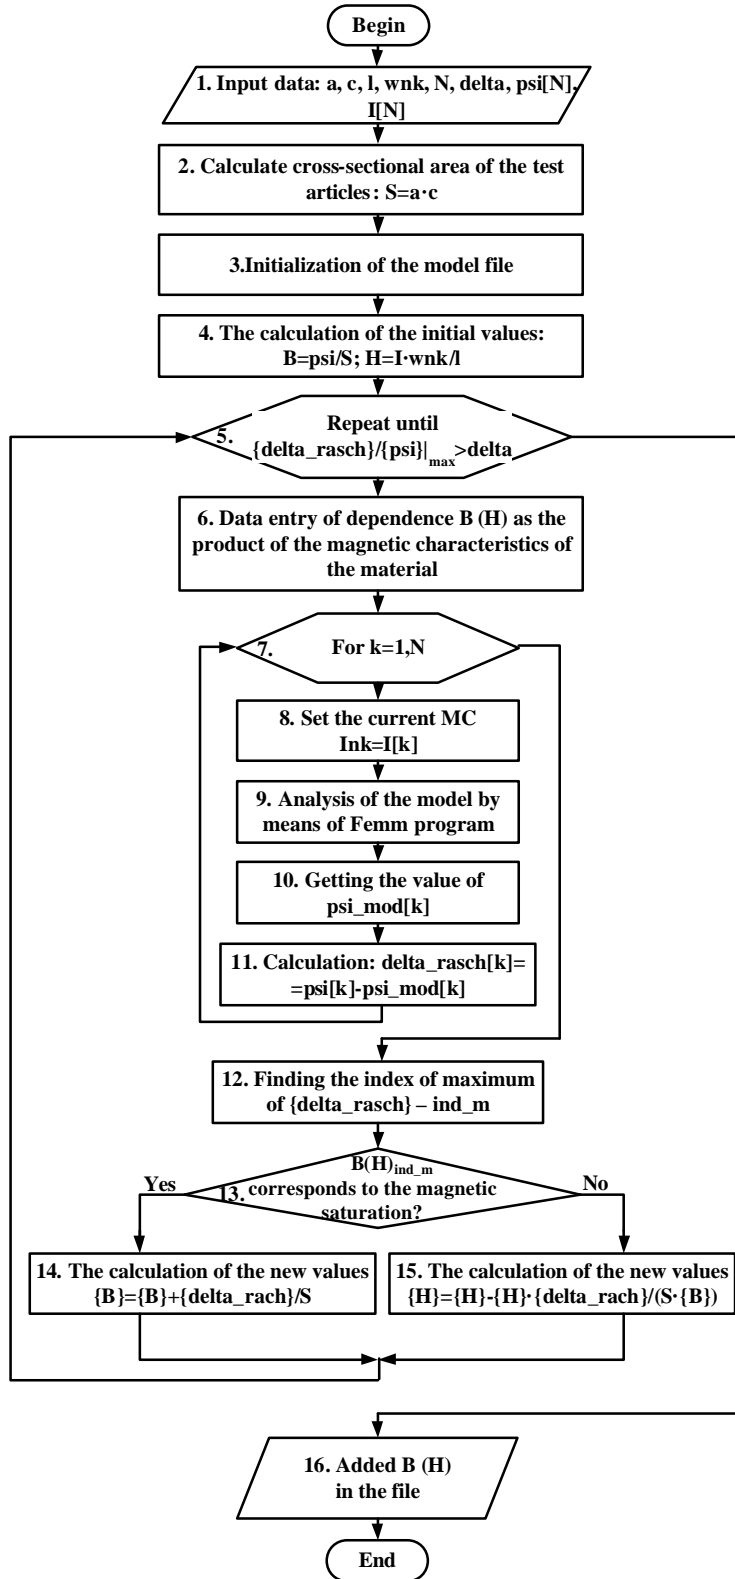 Begin
1. Input data: a, c, l, wnk, N, delta, psi[N],
I[N]
2. Calculate cross-sectional area of the test
articles: S=a·c
3.Initialization of the model file
4. The calculation of the initial values:
B=psi/S; H=I·wnk/l
5.
Repeat until
{delta_rasch}/{psi}|max>delta
6. Data entry of dependence B (H) as the
product of the magnetic characteristics of
the material
7.
For k=1,N
8. Set the current MC
Ink=I[k]
9. Analysis of the model by
means of Femm program
10. Getting the value of
psi_mod[k]
11. Calculation: delta_rasch[k]=
=psi[k]-psi_mod[k]
12. Finding the index of maximum
of {delta_rasch} – ind_m
Yes
No
13.
B(H)ind_m
corresponds to the magnetic
saturation?
14. The calculation of the new values
{B}={B}+{delta_rach}/S
15. The calculation of the new values
{H}={H}-{H}·{delta_rach}/(S·{B})
16. Added B (H)
in the file
End